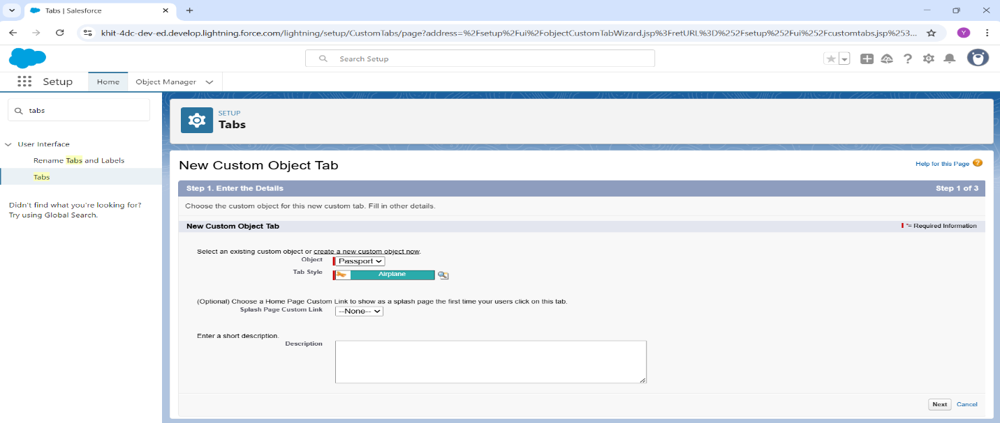 Tabs | Salesforce
khit-4dc-dev-ed.develop.lightning.force.com/lightning/setup/CustomTabs/page?address=%2Fsetup%2Fui%2FobjectCustomTabWizard.jsp%3FretURL%3D%252Fsetup%252Fui%252Fcustomtabs.jsp%253...
Y
Search Setup
Setup
Home
Object Manager
tabs
User Interface
Rename Tabs and Labels
Tabs
Didn't find what you're looking for?
Try using Global Search.
SETUP
Tabs
New Custom Object Tab
Help for this Page ?
Step 1. Enter the Details
Step 1 of 3
Choose the custom object for this new custom tab. Fill in other details.
New Custom Object Tab
*= Required Information
Select an existing custom object or create a new custom object now.
Object
Passport
Tab Style
Airplane
(Optional) Choose a Home Page Custom Link to show as a splash page the first time your users click on this tab.
Splash Page Custom Link
--None--
Enter a short description.
Description
Next
Cancel